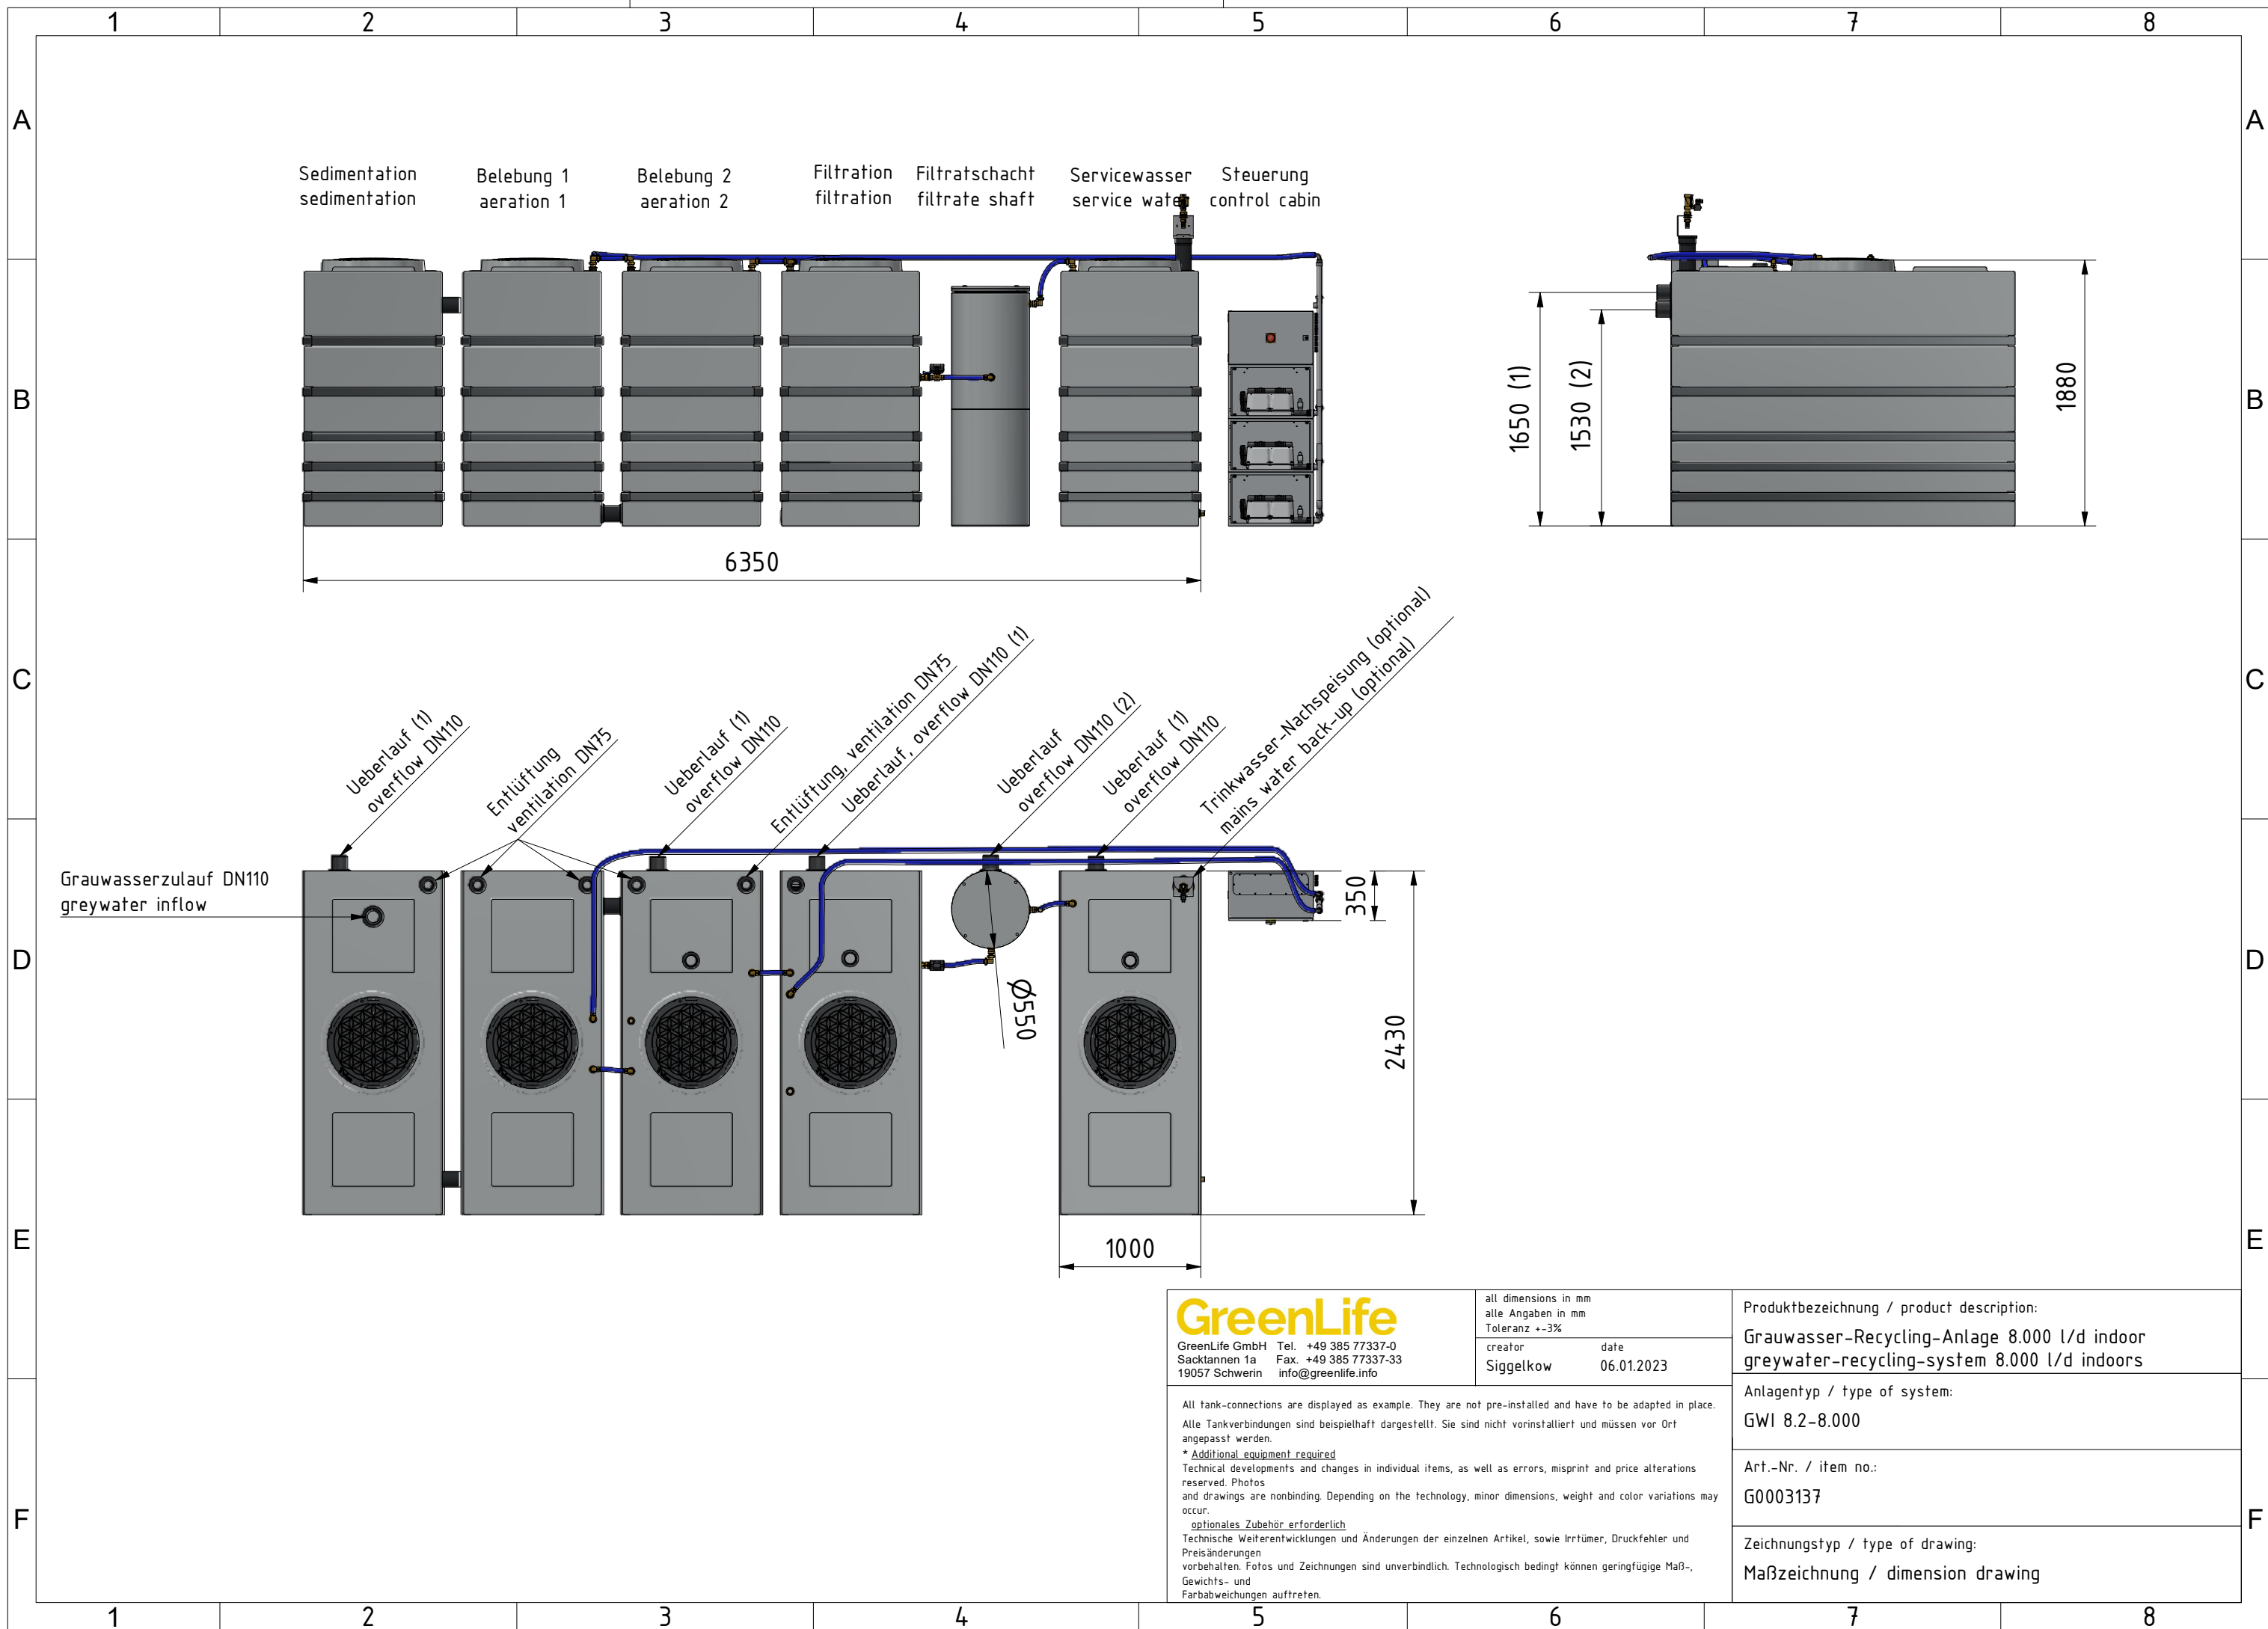 1 2 3 4 5 6 7 8
A A
B B
C C
D D
E E
F F
Sedimentation
sedimentation
Belebung 1
aeration 1
Belebung 2
aeration 2
Filtration
filtration
Filtratschacht
filtrate shaft
Servicewasser
service water
Steuerung
control cabin
6350
1650 (1)
1530 (2)
1880
Ueberlauf (1)
overflow DN110
Entlüftung
ventilation DN75
Ueberlauf (1)
overflow DN110
Entlüftung, ventilation DN75
Ueberlauf, overflow DN110 (1)
Ueberlauf
overflow DN110 (2)
Ueberlauf (1)
overflow DN110
Trinkwasser-Nachspeisung (optional)
mains water back-up (optional)
Grauwasserzulauf DN110
greywater inflow
Ø550
350
2430
1000
GreenLife
GreenLife GmbH Tel. +49 385 77337-0
Sacktannen 1a Fax. +49 385 77337-33
19057 Schwerin info@greenlife.info
all dimensions in mm
alle Angaben in mm
Toleranz +-3%
creator date
Siggelkow 06.01.2023
All tank-connections are displayed as example. They are not pre-installed and have to be adapted in place.
Alle Tankverbindungen sind beispielhaft dargestellt. Sie sind nicht vorinstalliert und müssen vor Ort
angepasst werden.
* Additional equipment required
Technical developments and changes in individual items, as well as errors, misprint and price alterations
reserved. Photos
and drawings are nonbinding. Depending on the technology, minor dimensions, weight and color variations may
occur.
optionales Zubehör erforderlich
Technische Weiterentwicklungen und Änderungen der einzelnen Artikel, sowie Irrtümer, Druckfehler und
Preisänderungen
vorbehalten. Fotos und Zeichnungen sind unverbindlich. Technologisch bedingt können geringfügige Maß-,
Gewichts- und
Farbabweichungen auftreten.
Produktbezeichnung / product description:
Grauwasser-Recycling-Anlage 8.000 l/d indoor
greywater-recycling-system 8.000 l/d indoors
Anlagentyp / type of system:
GWI 8.2-8.000
Art.-Nr. / item no.:
G0003137
Zeichnungstyp / type of drawing:
Maßzeichnung / dimension drawing
1 2 3 4 5 6 7 8